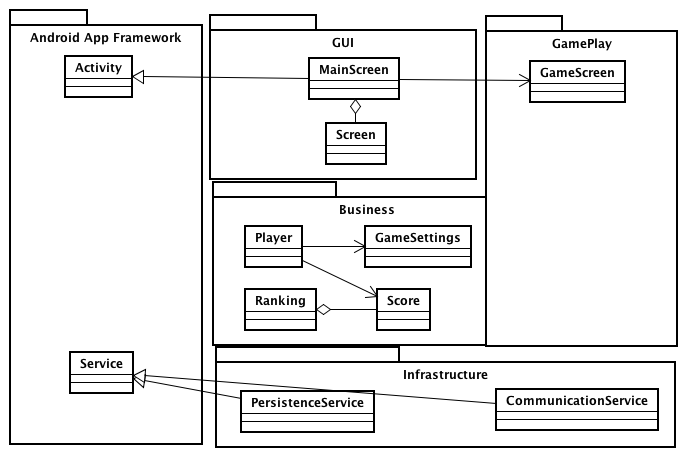 Android App Framework
Activity
Service
GUI
MainScreen
Screen
GamePlay
GameScreen
Business
Player
GameSettings
Ranking
Score
Infrastructure
PersistenceService
CommunicationService